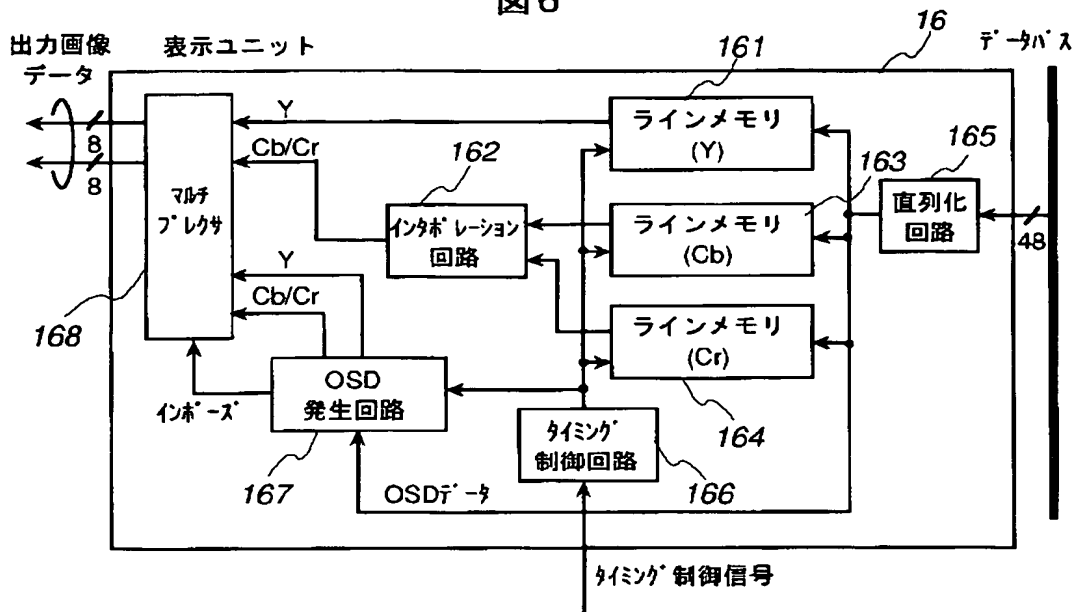 図6
出力画像
データ
表示ユニット
16
データバス
161
Y
ラインメモリ
(Y)
8
8
Cb/Cr
162
163
165
マルチ
プレクサ
インタポレーション
回路
ラインメモリ
(Cb)
直列化
回路
48
Y
Cb/Cr
168
ラインメモリ
(Cr)
164
OSD
発生回路
インポーズ
167
タイミング
制御回路
166
OSDデータ
タイミング制御信号